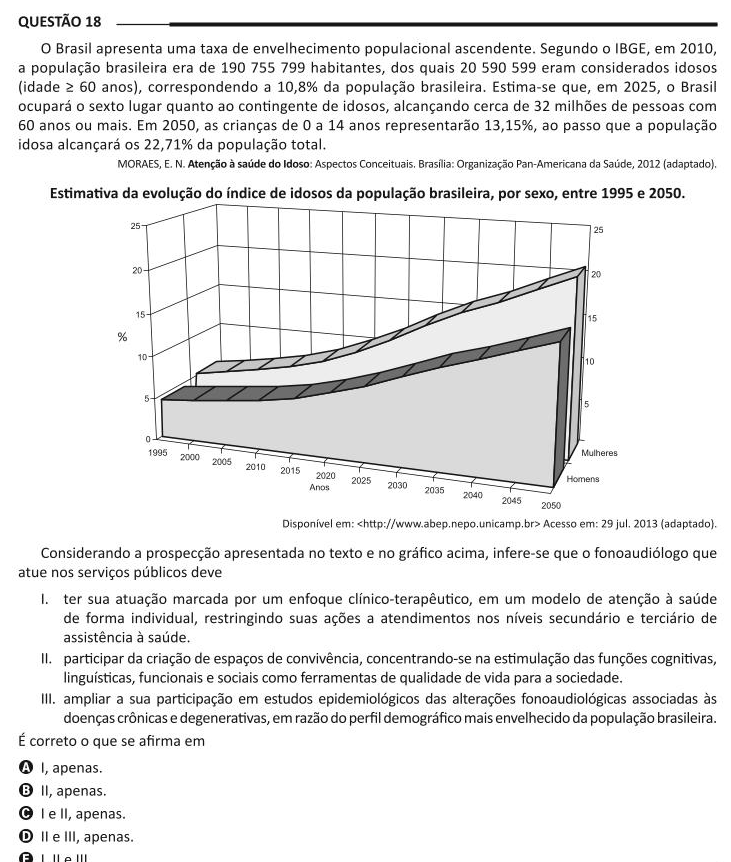 QUESTÃO 18
O Brasil apresenta uma taxa de envelhecimento populacional ascendente. Segundo o IBGE, em 2010,
a população brasileira era de 190 755 799 habitantes, dos quais 20 590 599 eram considerados idosos
(idade ≥ 60 anos), correspondendo a 10,8% da população brasileira. Estima-se que, em 2025, o Brasil
ocupará o sexto lugar quanto ao contingente de idosos, alcançando cerca de 32 milhões de pessoas com
60 anos ou mais. Em 2050, as crianças de 0 a 14 anos representarão 13,15%, ao passo que a população
idosa alcançará os 22,71% da população total.
MORAES, E. N. Atenção à saúde do Idoso: Aspectos Conceituais. Brasília: Organização Pan-Americana da Saúde, 2012 (adaptado).
Estimativa da evolução do índice de idosos da população brasileira, por sexo, entre 1995 e 2050.
25
20
15
%
10
5
0
25
20
15
10
5
1995 2000 2005 2010 2015 2020 2025 2030 2035 2040 2045 2050
Anos
Mulheres
Homens
Disponível em: <http://www.abep.nepo.unicamp.br> Acesso em: 29 jul. 2013 (adaptado).
Considerando a prospecção apresentada no texto e no gráfico acima, infere-se que o fonoaudiólogo que
atue nos serviços públicos deve
I. ter sua atuação marcada por um enfoque clínico-terapêutico, em um modelo de atenção à saúde
de forma individual, restringindo suas ações a atendimentos nos níveis secundário e terciário de
assistência à saúde.
II. participar da criação de espaços de convivência, concentrando-se na estimulação das funções cognitivas,
linguísticas, funcionais e sociais como ferramentas de qualidade de vida para a sociedade.
III. ampliar a sua participação em estudos epidemiológicos das alterações fonoaudiológicas associadas às
doenças crônicas e degenerativas, em razão do perfil demográfico mais envelhecido da população brasileira.
É correto o que se afirma em
A I, apenas.
B II, apenas.
C I e II, apenas.
D II e III, apenas.
E I, II e III.